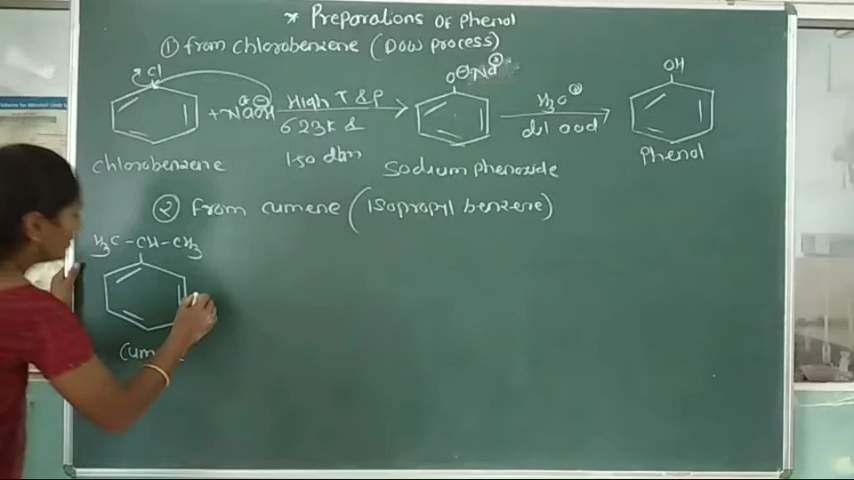 * Preparations of Phenol
① from chlorobenzene (DOW process)
Cl
+ NaOH
High T & P
623K &
150 atm
O⊖Na⊕
H3O⊕
dil acid
OH
chlorobenzene
Sodium phenoxide
Phenol
② From cumene (isopropyl benzene)
H3C-CH-CH3